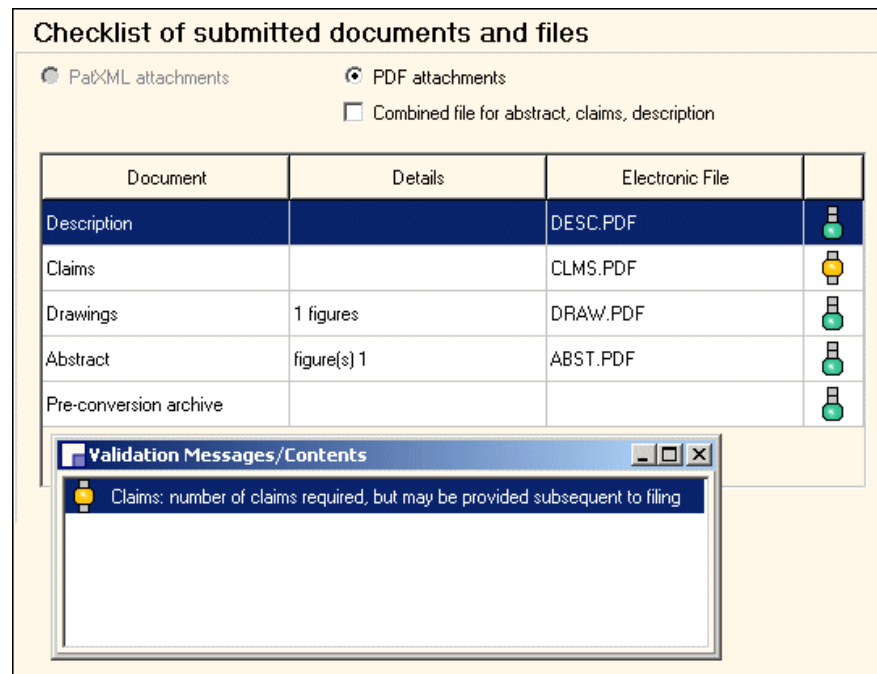 Checklist of submitted documents and files
PatXML attachments PDF attachments
Combined file for abstract, claims, description
Document Details Electronic File
Description DESC.PDF
Claims CLMS.PDF
Drawings 1 figures DRAW.PDF
Abstract figure(s) 1 ABST.PDF
Pre-conversion archive
Validation Messages/Contents
Claims: number of claims required, but may be provided subsequent to filing